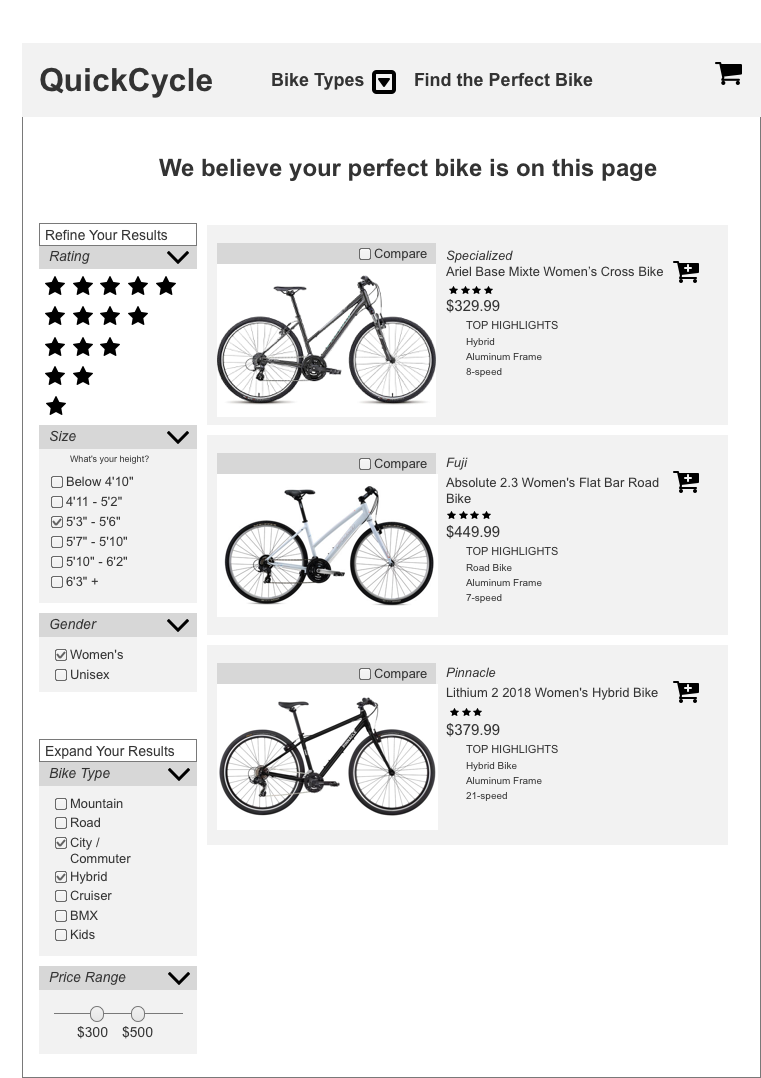 QuickCycle
Bike Types
Find the Perfect Bike
We believe your perfect bike is on this page
Refine Your Results
Rating
Size
What's your height?
Below 4'10"
4'11 - 5'2"
5'3" - 5'6"
5'7" - 5'10"
5'10" - 6'2"
6'3" +
Gender
Women's
Unisex
Expand Your Results
Bike Type
Mountain
Road
City /
Commuter
Hybrid
Cruiser
BMX
Kids
Price Range
$300 $500
Compare
Specialized
Ariel Base Mixte Women's Cross Bike
$329.99
TOP HIGHLIGHTS
Hybrid
Aluminum Frame
8-speed
Compare
Fuji
Absolute 2.3 Women's Flat Bar Road
Bike
$449.99
TOP HIGHLIGHTS
Road Bike
Aluminum Frame
7-speed
Compare
Pinnacle
Lithium 2 2018 Women's Hybrid Bike
$379.99
TOP HIGHLIGHTS
Hybrid Bike
Aluminum Frame
21-speed